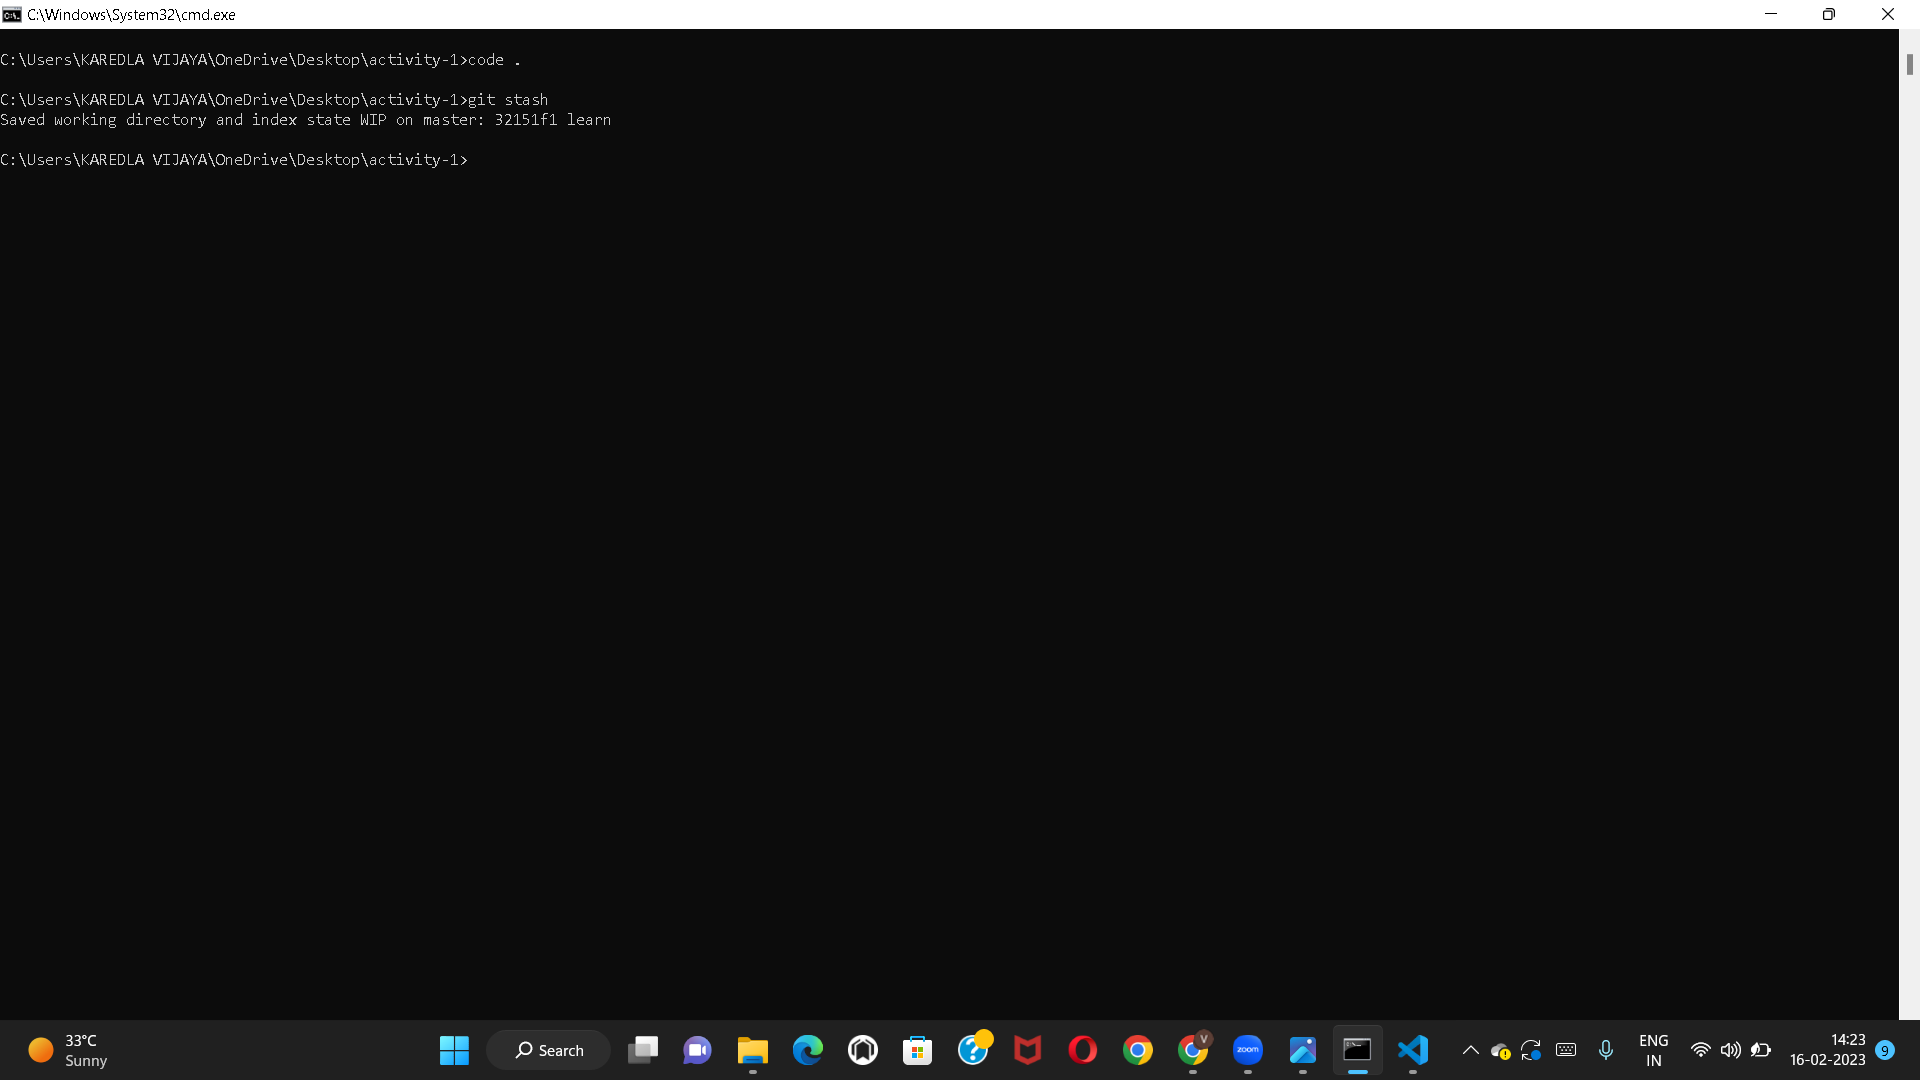 C:\Windows\System32\cmd.exe
C:\Users\KAREDLA VIJAYA\OneDrive\Desktop\activity-1>code .
C:\Users\KAREDLA VIJAYA\OneDrive\Desktop\activity-1>git stash
Saved working directory and index state WIP on master: 32151f1 learn
C:\Users\KAREDLA VIJAYA\OneDrive\Desktop\activity-1>
33°C
Sunny
Search
V
zoom
ENG
IN
14:23
16-02-2023
9